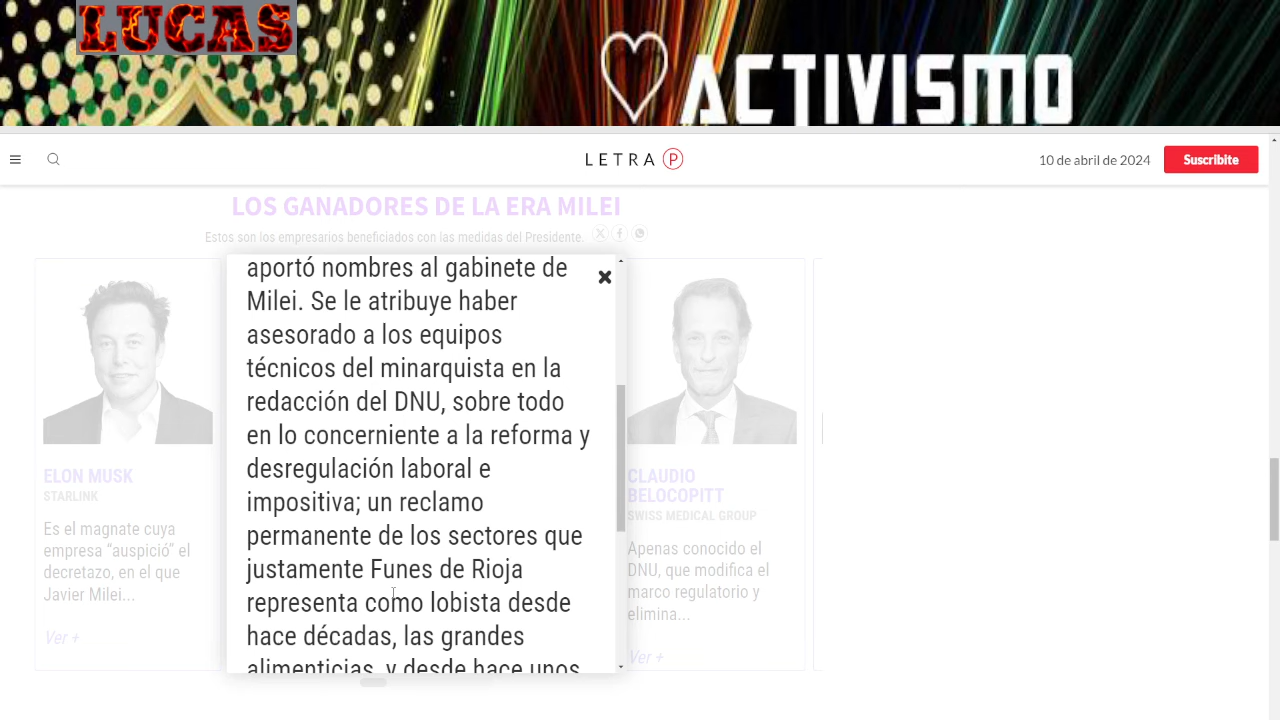 LUCAS
ACTIVISMO
LETRA P
10 de abril de 2024
Suscribite
LOS GANADORES DE LA ERA MILEI
Estos son los empresarios beneficiados con las medidas del Presidente.
aportó nombres al gabinete de
Milei. Se le atribuye haber
asesorado a los equipos
técnicos del minarquista en la
redacción del DNU, sobre todo
en lo concerniente a la reforma y
desregulación laboral e
impositiva; un reclamo
permanente de los sectores que
justamente Funes de Rioja
representa como lobista desde
hace décadas, las grandes
alimenticias, y desde hace unos
ELON MUSK
STARLINK
Es el magnate cuya
empresa “auspició” el
decretazo, en el que
Javier Milei...
Ver +
CLAUDIO
BELOCOPITT
SWISS MEDICAL GROUP
Apenas conocido el
DNU, que modifica el
marco regulatorio y
elimina...
Ver +